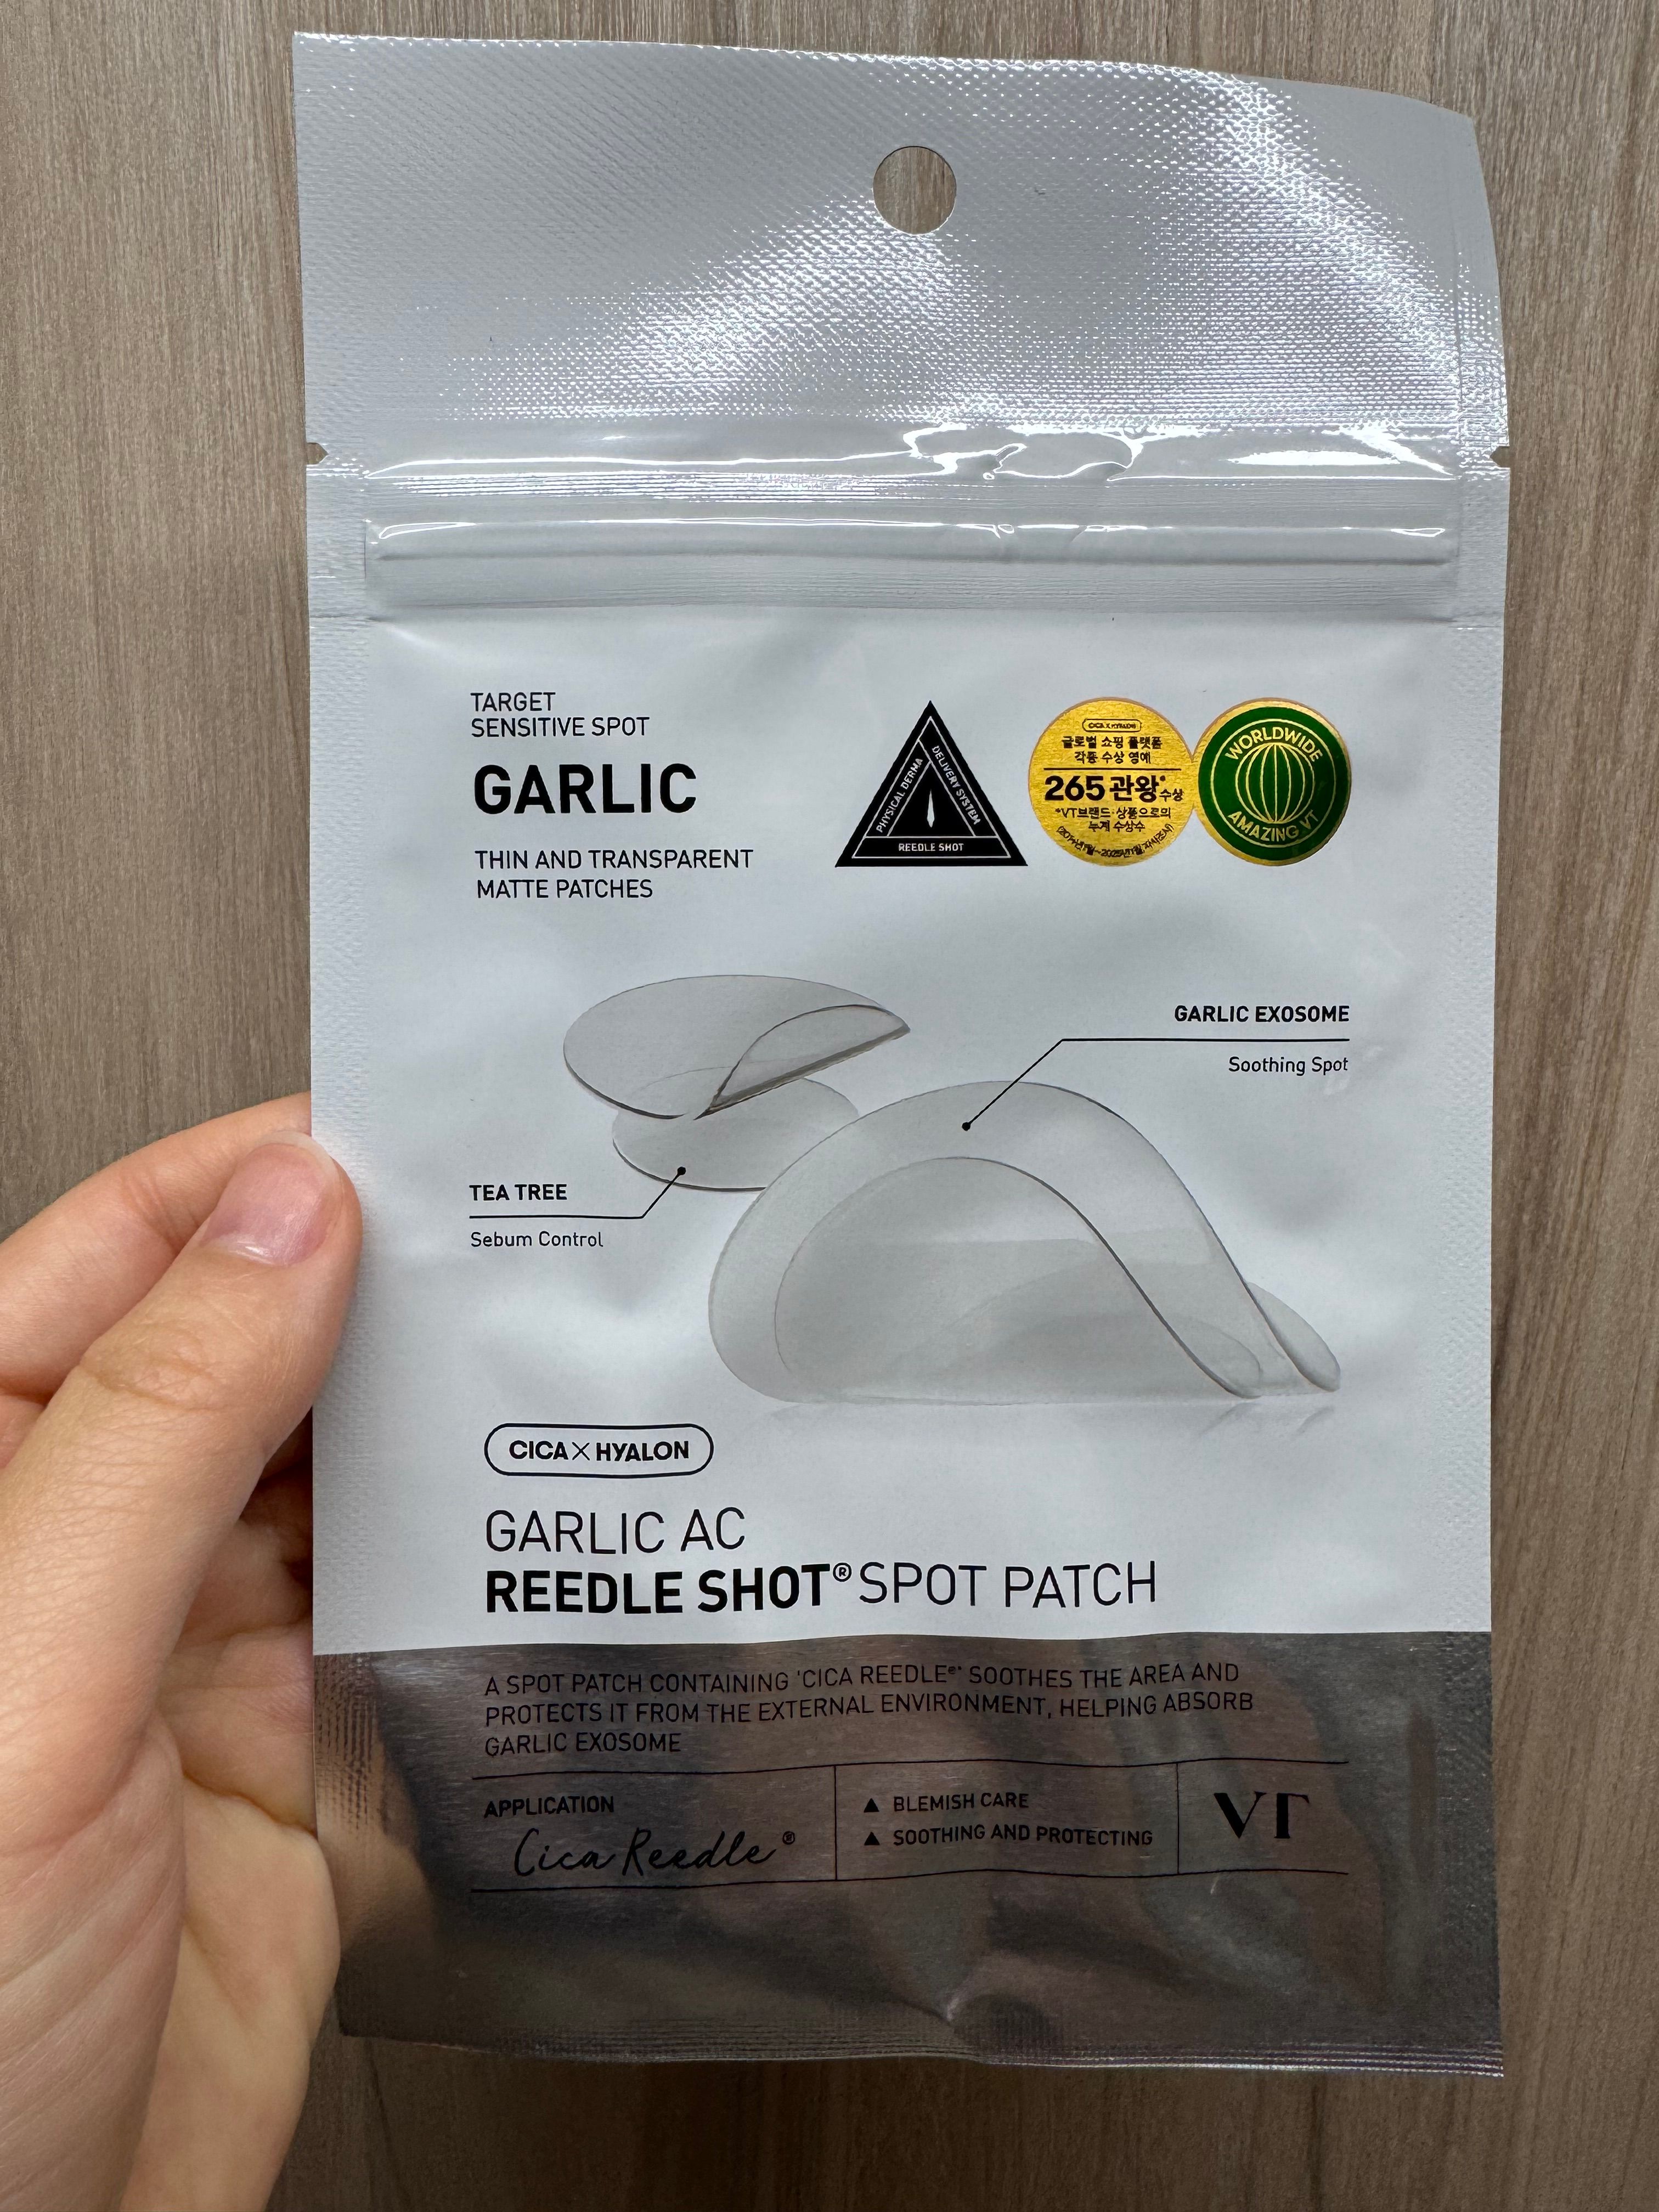 TARGET
SENSITIVE SPOT
GARLIC
THIN AND TRANSPARENT
MATTE PATCHES
PHYSICAL DERMA
DELIVERY SYSTEM
REEDLE SHOT
CICA X HYALON
글로벌 쇼핑 플랫폼
각종 수상 영예
265관왕*수상
*VT브랜드·상품으로의
누계 수상수
WORLDWIDE
AMAZING VT
GARLIC EXOSOME
Soothing Spot
TEA TREE
Sebum Control
CICA X HYALON
GARLIC AC
REEDLE SHOT® SPOT PATCH
A SPOT PATCH CONTAINING 'CICA REEDLE®' SOOTHES THE AREA AND
PROTECTS IT FROM THE EXTERNAL ENVIRONMENT, HELPING ABSORB
GARLIC EXOSOME
APPLICATION
Cica Reedle®
▲ BLEMISH CARE
▲ SOOTHING AND PROTECTING
VT